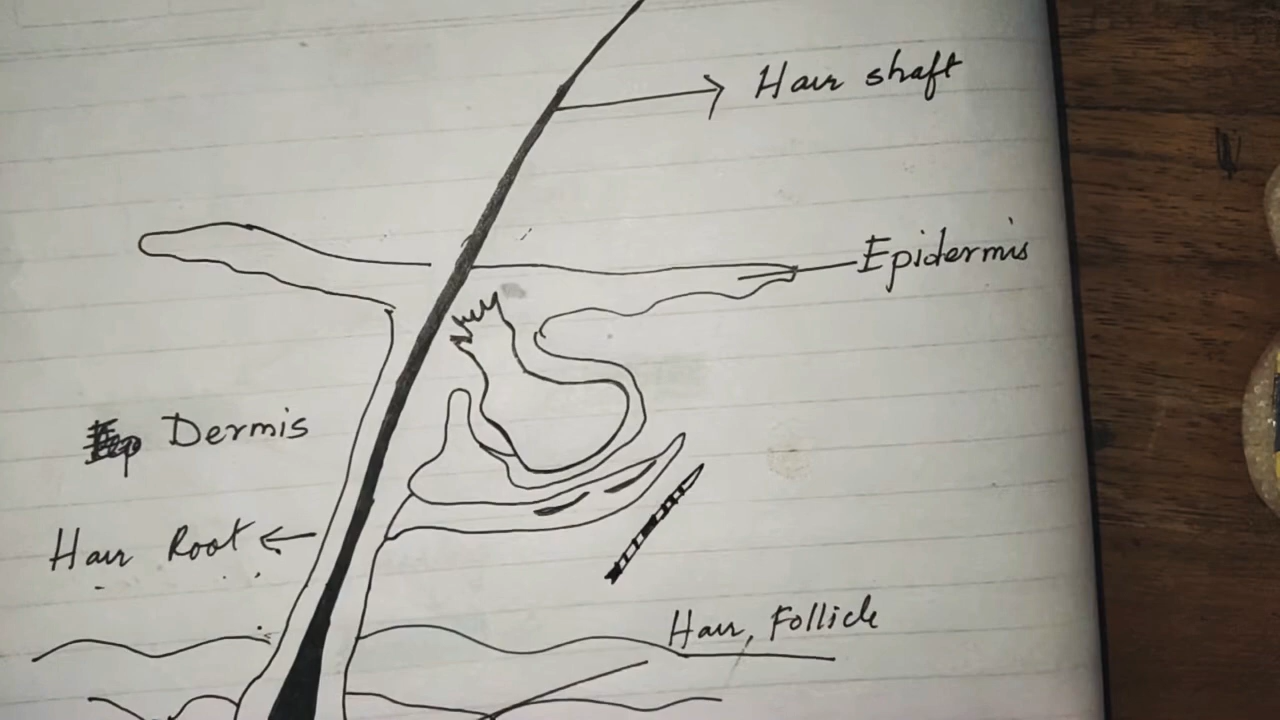 Hair shaft
Epidermis
Dermis
Hair Root
Hair, Follicle